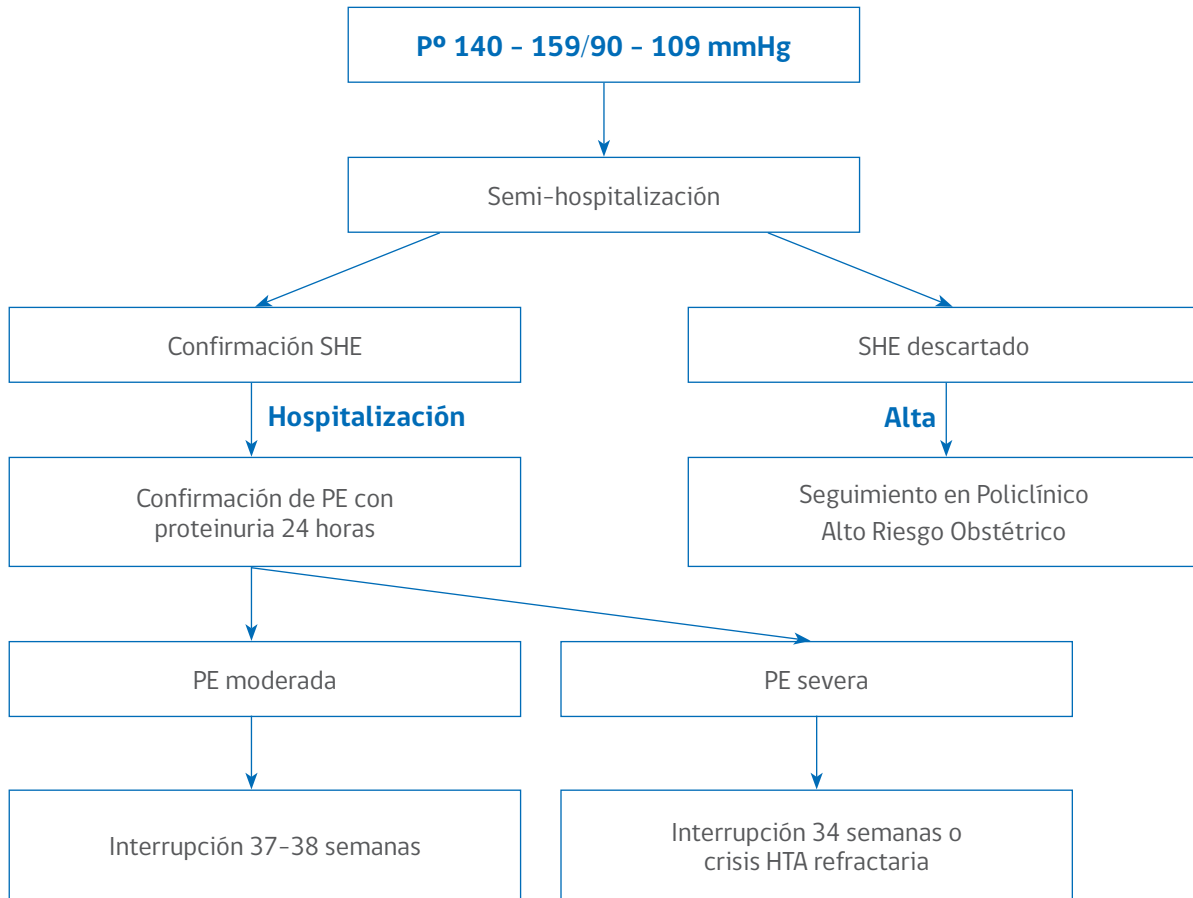 Pº 140 - 159/90 - 109 mmHg
Semi-hospitalización
Confirmación SHE
SHE descartado
Hospitalización
Alta
Confirmación de PE con
proteinuria 24 horas
Seguimiento en Policlínico
Alto Riesgo Obstétrico
PE moderada
PE severa
Interrupción 37-38 semanas
Interrupción 34 semanas o
crisis HTA refractaria